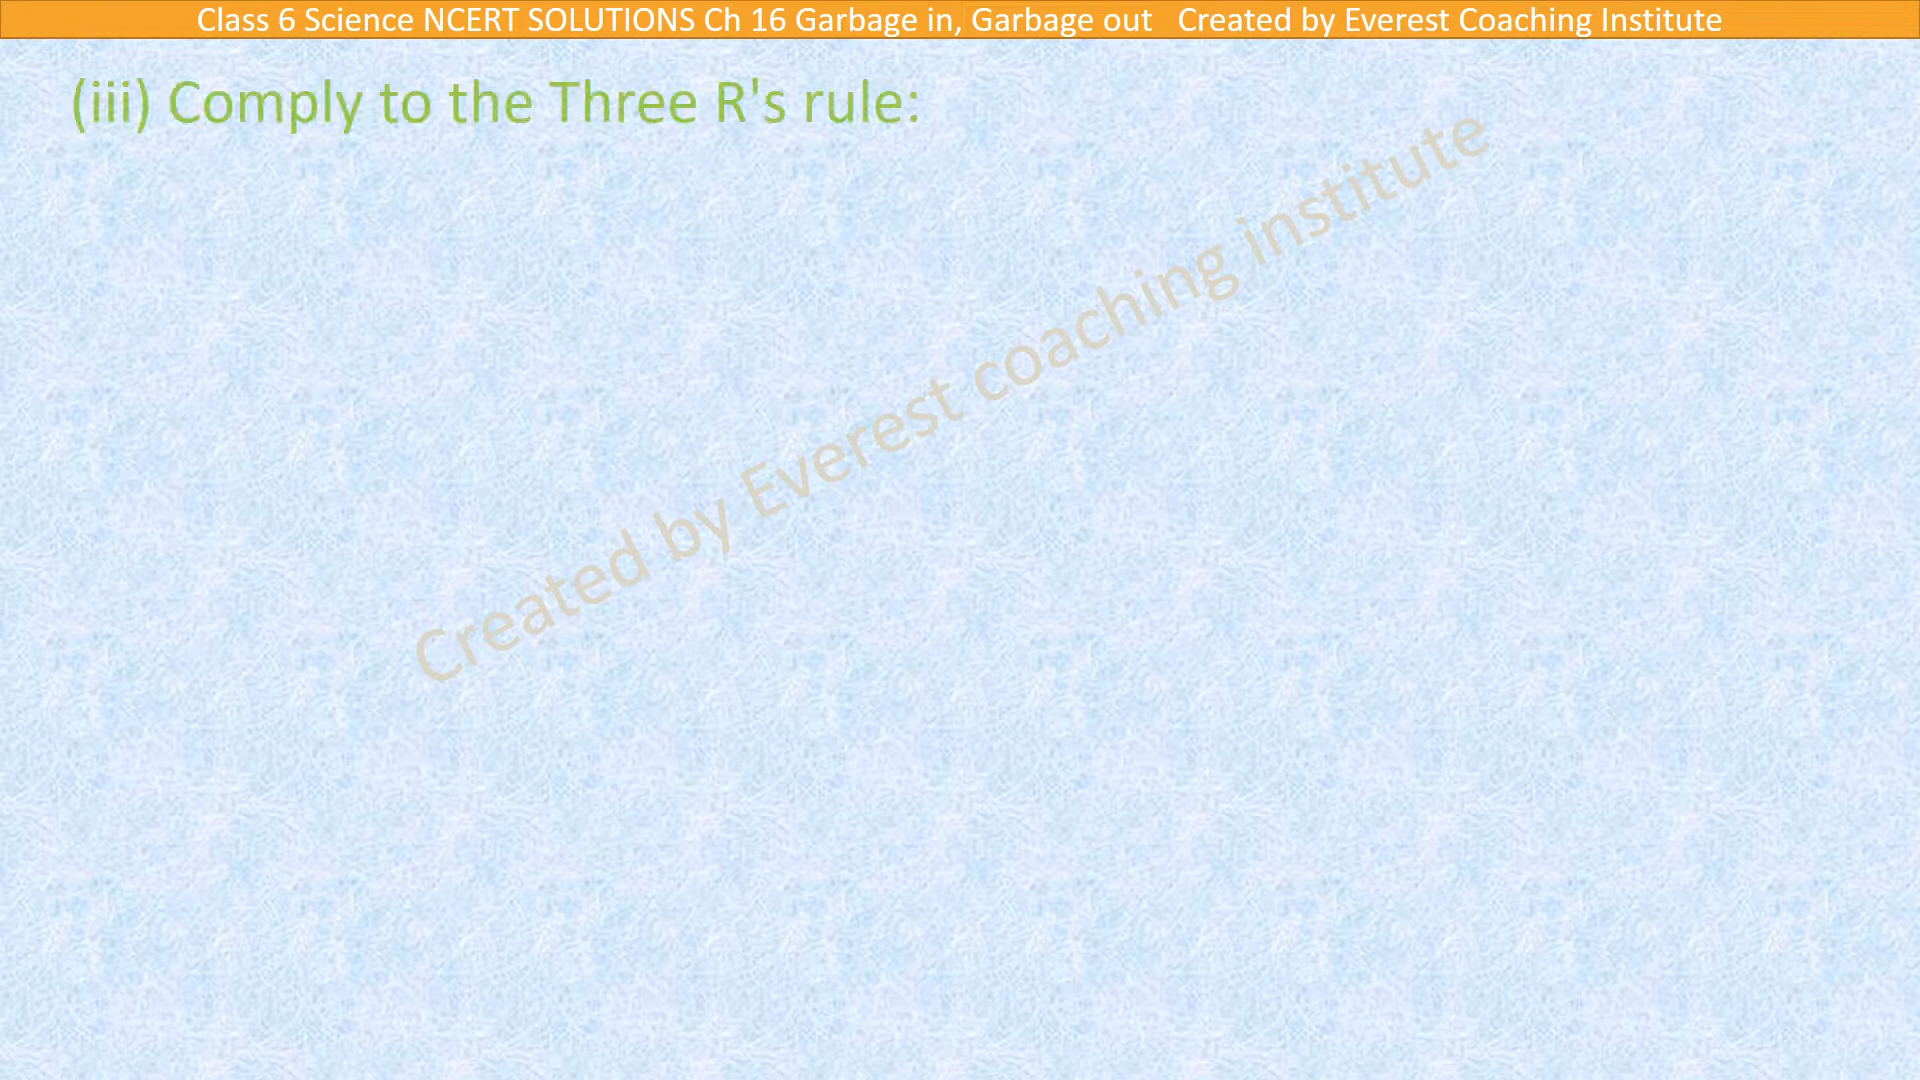 Class 6 Science NCERT SOLUTIONS Ch 16 Garbage in, Garbage out   Created by Everest Coaching Institute
(iii) Comply to the Three R's rule:
Created by Everest coaching institute